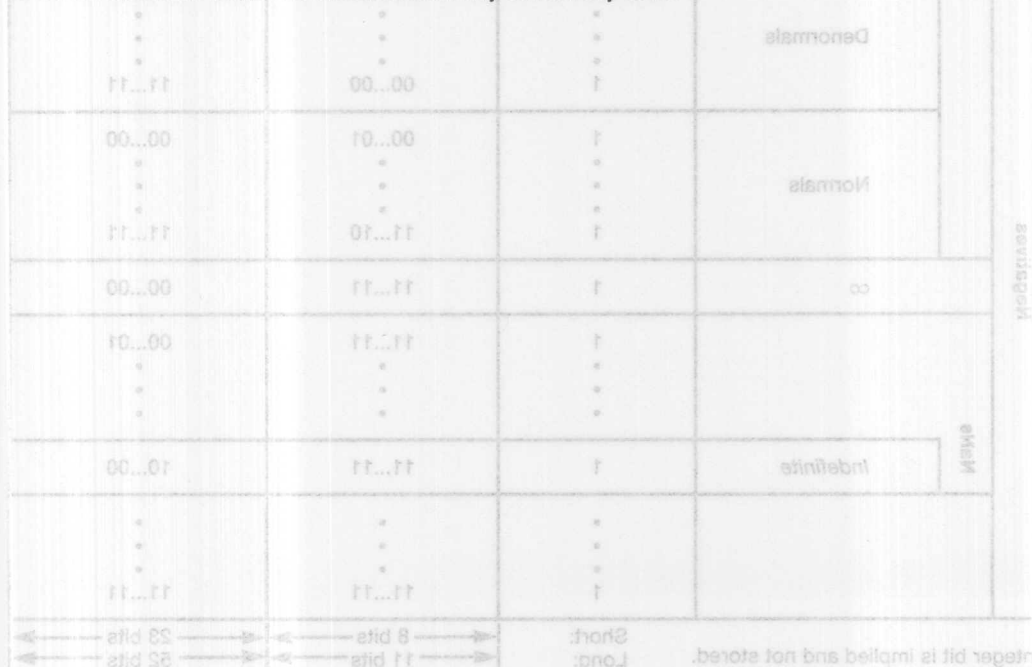 Denormals 1 00...00 11...11
Normals 1 00...01 00...00
1 11...10 11...11
∞ 1 11...11 00...00
1 11...11 00...01
Indefinite 1 11...11 10...00
1 11...11 11...11
Negatives
NaNs
Short: 8 bits 23 bits
teger bit is implied and not stored. Long: 11 bits 52 bits